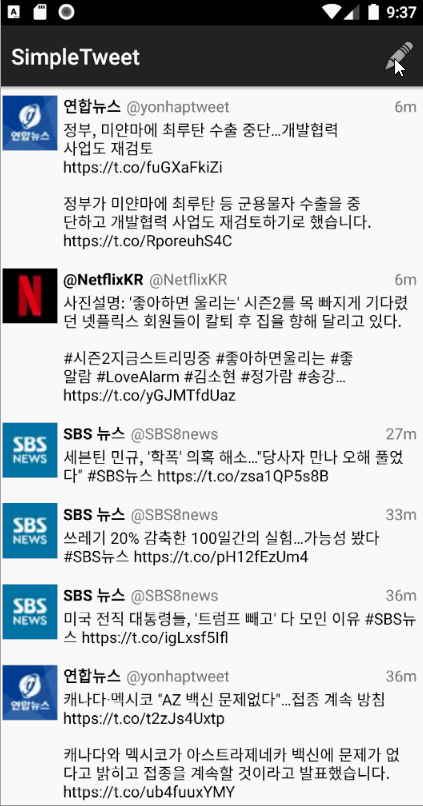 A 9:37
SimpleTweet
연합뉴스 @yonhaptweet 6m
정부, 미얀마에 최루탄 수출 중단...개발협력
사업도 재검토
https://t.co/fuGXaFkiZi
정부가 미얀마에 최루탄 등 군용물자 수출을 중
단하고 개발협력 사업도 재검토하기로 했습니다.
https://t.co/RporeuhS4C
연합뉴스
@NetflixKR @NetflixKR 6m
사진설명: '좋아하면 울리는' 시즌2를 목 빠지게 기다렸
던 넷플릭스 회원들이 칼퇴 후 집을 향해 달리고 있다.
#시즌2지금스트리밍중 #좋아하면울리는 #좋
알람 #LoveAlarm #김소현 #정가람 #송강...
https://t.co/yGJMTfdUaz
N
SBS 뉴스 @SBS8news 27m
세븐틴 민규, '학폭' 의혹 해소..."당사자 만나 오해 풀었
다" #SBS뉴스 https://t.co/zsa1QP5s8B
SBS
NEWS
SBS 뉴스 @SBS8news 33m
쓰레기 20% 감축한 100일간의 실험...가능성 봤다
#SBS뉴스 https://t.co/pH12fEzUm4
SBS
NEWS
SBS 뉴스 @SBS8news 36m
미국 전직 대통령들, '트럼프 빼고' 다 모인 이유 #SBS뉴
스 https://t.co/igLxsf5Ifl
SBS
NEWS
연합뉴스 @yonhaptweet 36m
캐나다·멕시코 "AZ 백신 문제없다"...접종 계속 방침
https://t.co/t2zJs4Uxtp
캐나다와 멕시코가 아스트라제네카 백신에 문제가 없
다고 밝히고 접종을 계속할 것이라고 발표했습니다.
https://t.co/ub4fuuxYMY
연합뉴스